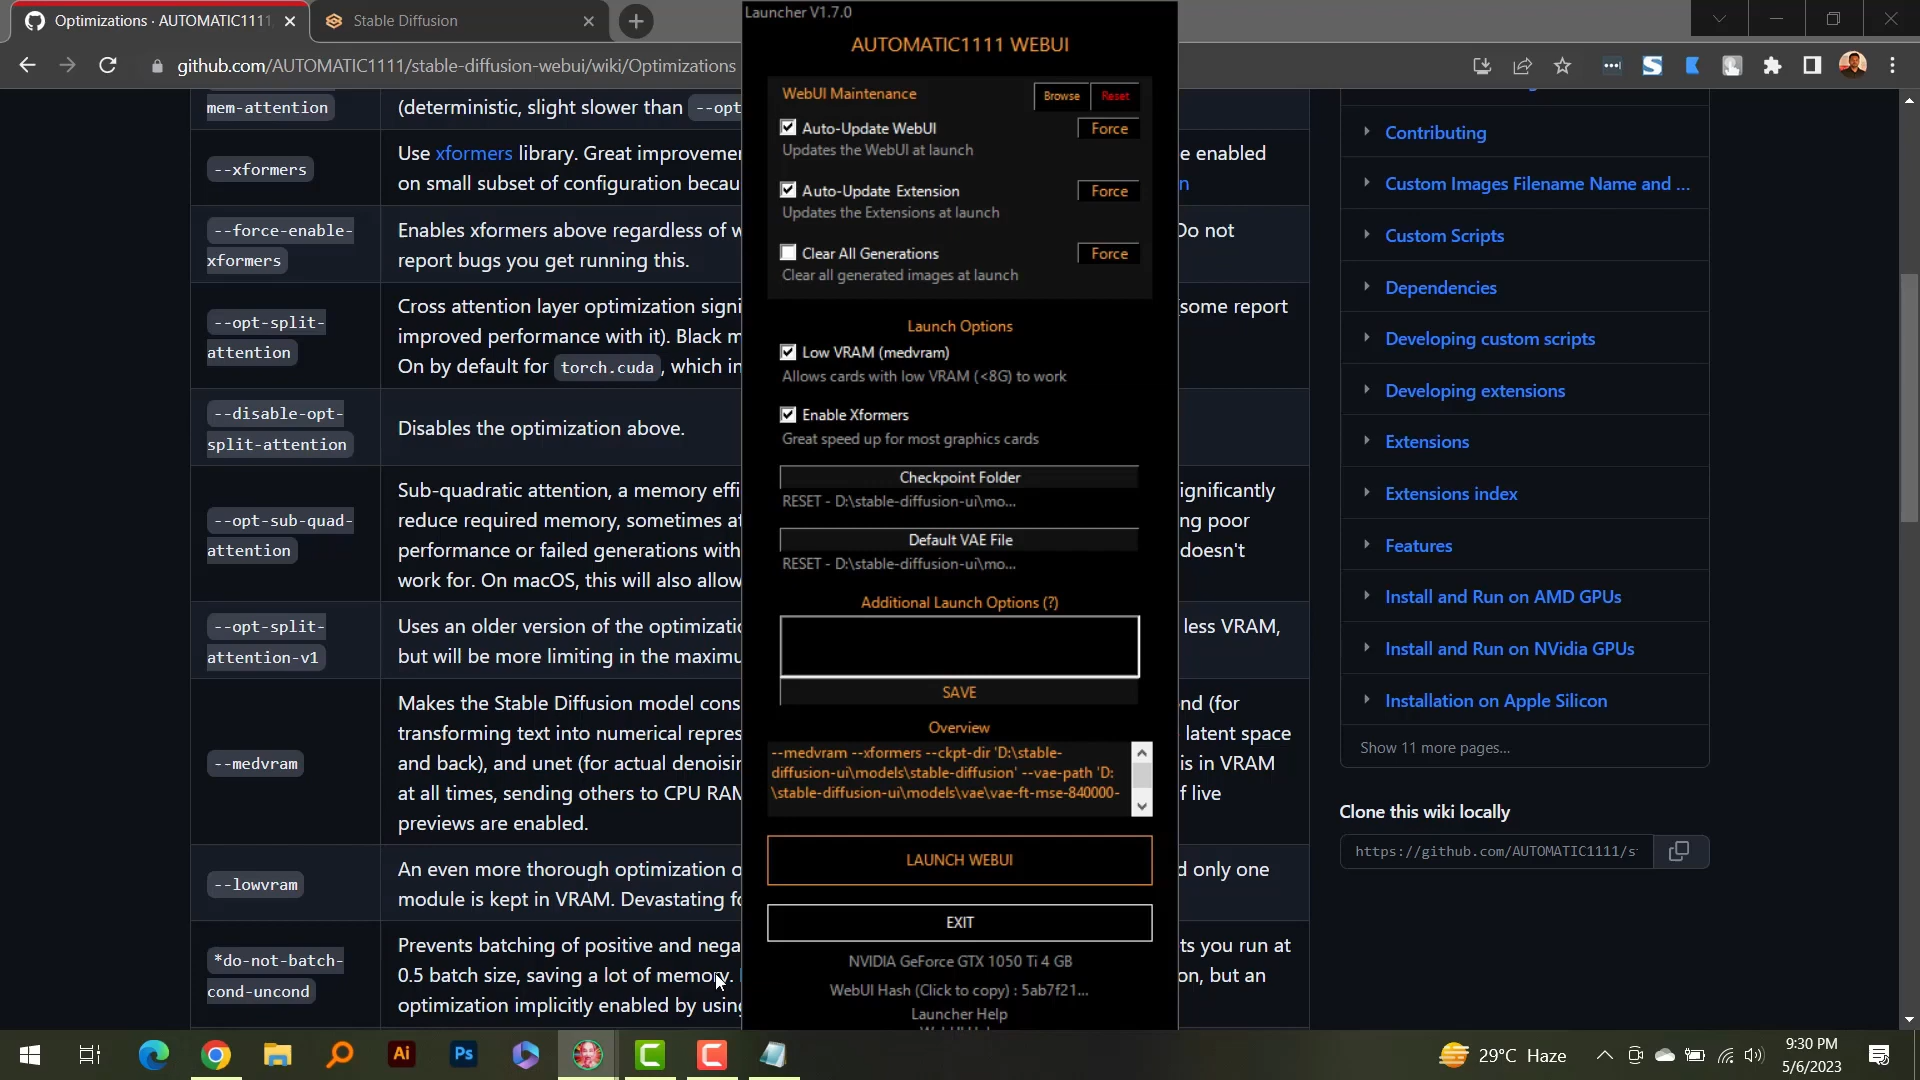 Optimizations · AUTOMATIC1111
Stable Diffusion
github.com/AUTOMATIC1111/stable-diffusion-webui/wiki/Optimizations
mem-attention
(deterministic, slight slower than --opt
--xformers
Use xformers library. Great improvemen
e enabled
on small subset of configuration becau
n
--force-enable-
xformers
Enables xformers above regardless of w
Do not
report bugs you get running this.
--opt-split-
attention
Cross attention layer optimization signi
some report
improved performance with it). Black m
On by default for torch.cuda, which in
--disable-opt-
split-attention
Disables the optimization above.
--opt-sub-quad-
attention
Sub-quadratic attention, a memory effi
ignificantly
reduce required memory, sometimes at
ng poor
performance or failed generations with
doesn't
work for. On macOS, this will also allow
--opt-split-
attention-v1
Uses an older version of the optimizatio
less VRAM,
but will be more limiting in the maximu
--medvram
Makes the Stable Diffusion model cons
nd (for
transforming text into numerical repres
latent space
and back), and unet (for actual denoisin
is in VRAM
at all times, sending others to CPU RAM
f live
previews are enabled.
--lowvram
An even more thorough optimization o
d only one
module is kept in VRAM. Devastating fo
*do-not-batch-
cond-uncond
Prevents batching of positive and nega
ts you run at
0.5 batch size, saving a lot of memory.
on, but an
optimization implicitly enabled by using
Launcher V1.7.0
AUTOMATIC1111 WEBUI
WebUI Maintenance
Browse
Reset
Auto-Update WebUI
Force
Updates the WebUI at launch
Auto-Update Extension
Force
Updates the Extensions at launch
Clear All Generations
Force
Clear all generated images at launch
Launch Options
Low VRAM (medvram)
Allows cards with low VRAM (<8G) to work
Enable Xformers
Great speed up for most graphics cards
Checkpoint Folder
RESET - D:\stable-diffusion-ui\mo...
Default VAE File
RESET - D:\stable-diffusion-ui\mo...
Additional Launch Options (?)
SAVE
Overview
--medvram --xformers --ckpt-dir 'D:\stable-
diffusion-ui\models\stable-diffusion' --vae-path 'D:
\stable-diffusion-ui\models\vae\vae-ft-mse-840000-
LAUNCH WEBUI
EXIT
NVIDIA GeForce GTX 1050 Ti 4 GB
WebUI Hash (Click to copy) : 5ab7f21...
Launcher Help
Contributing
Custom Images Filename Name and ...
Custom Scripts
Dependencies
Developing custom scripts
Developing extensions
Extensions
Extensions index
Features
Install and Run on AMD GPUs
Install and Run on NVidia GPUs
Installation on Apple Silicon
Show 11 more pages...
Clone this wiki locally
https://github.com/AUTOMATIC1111/s
Ai
Ps
29°C Haze
9:30 PM
5/6/2023